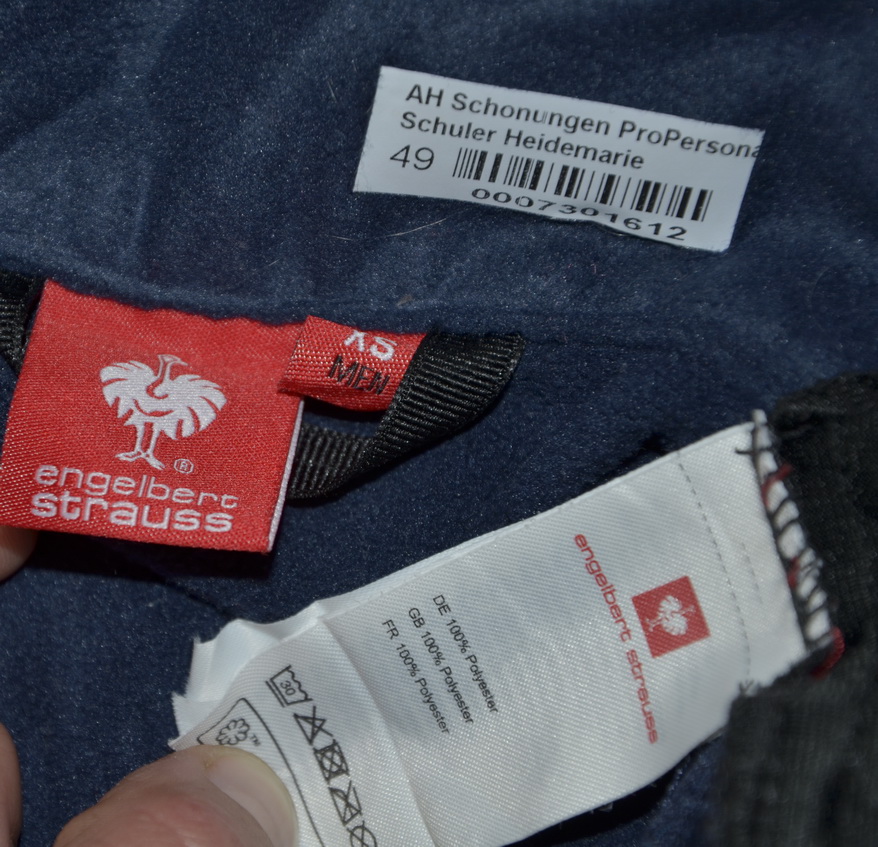 AH Schonungen ProPersona
Schuler Heidemarie
49
0007301612
XS
MEN
engelbert
strauss
®
engelbert strauss
DE 100% Polyester
GB 100% Polyester
FR 100% Polyester
30
™